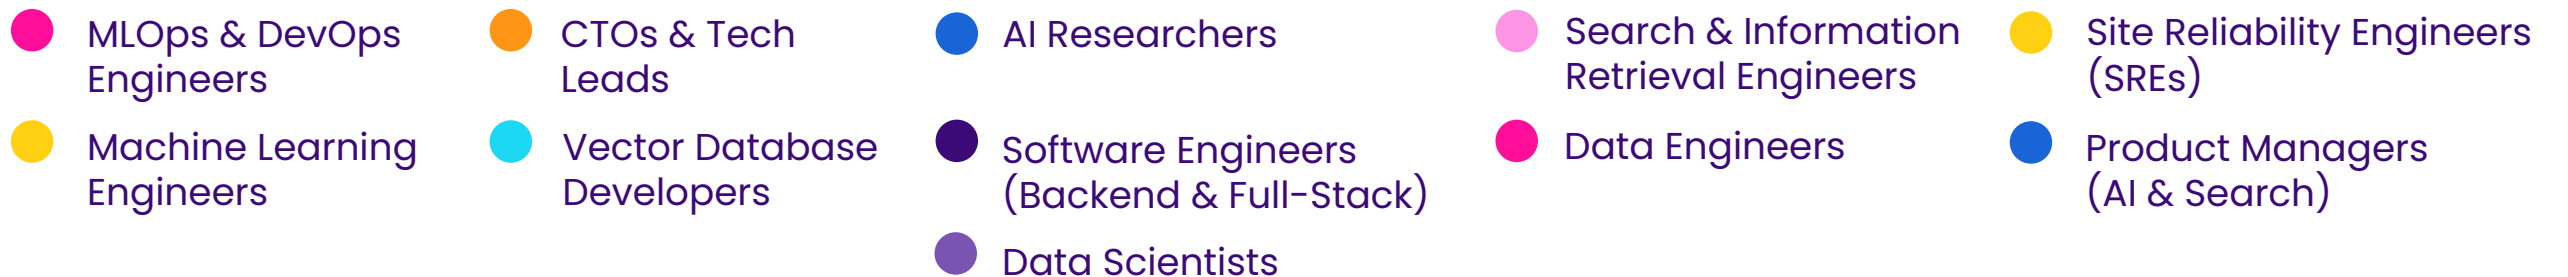 MLOps & DevOps
Engineers
CTOs & Tech
Leads
AI Researchers
Search & Information
Retrieval Engineers
Site Reliability Engineers
(SREs)
Machine Learning
Engineers
Vector Database
Developers
Software Engineers
(Backend & Full-Stack)
Data Engineers
Product Managers
(AI & Search)
Data Scientists